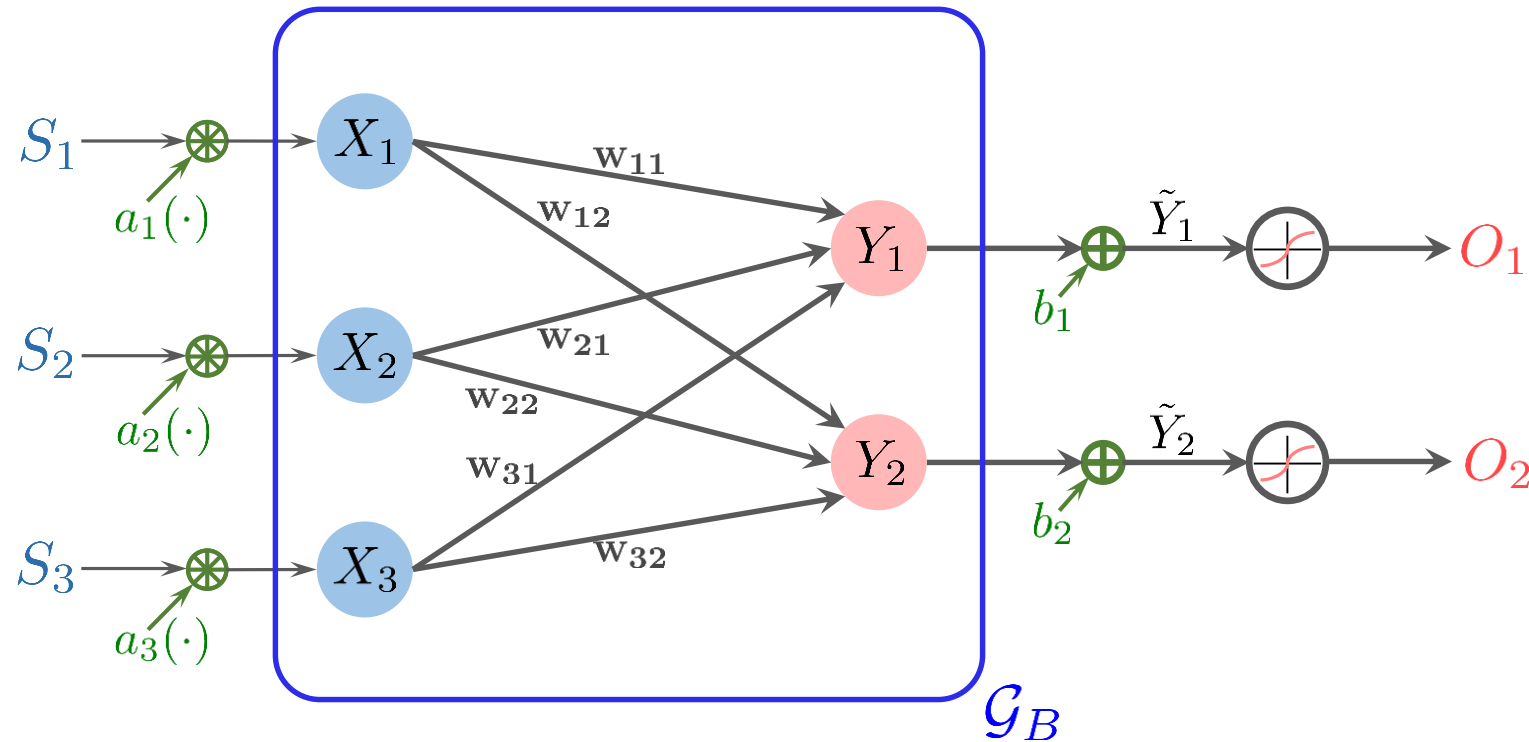 S₁
a₁(·)
X₁
w₁₁
w₁₂
Y₁
b₁
Ỹ₁
O₁
S₂
a₂(·)
X₂
w₂₁
w₂₂
S₃
a₃(·)
X₃
w₃₁
w₃₂
Y₂
b₂
Ỹ₂
O₂
𝒢_B